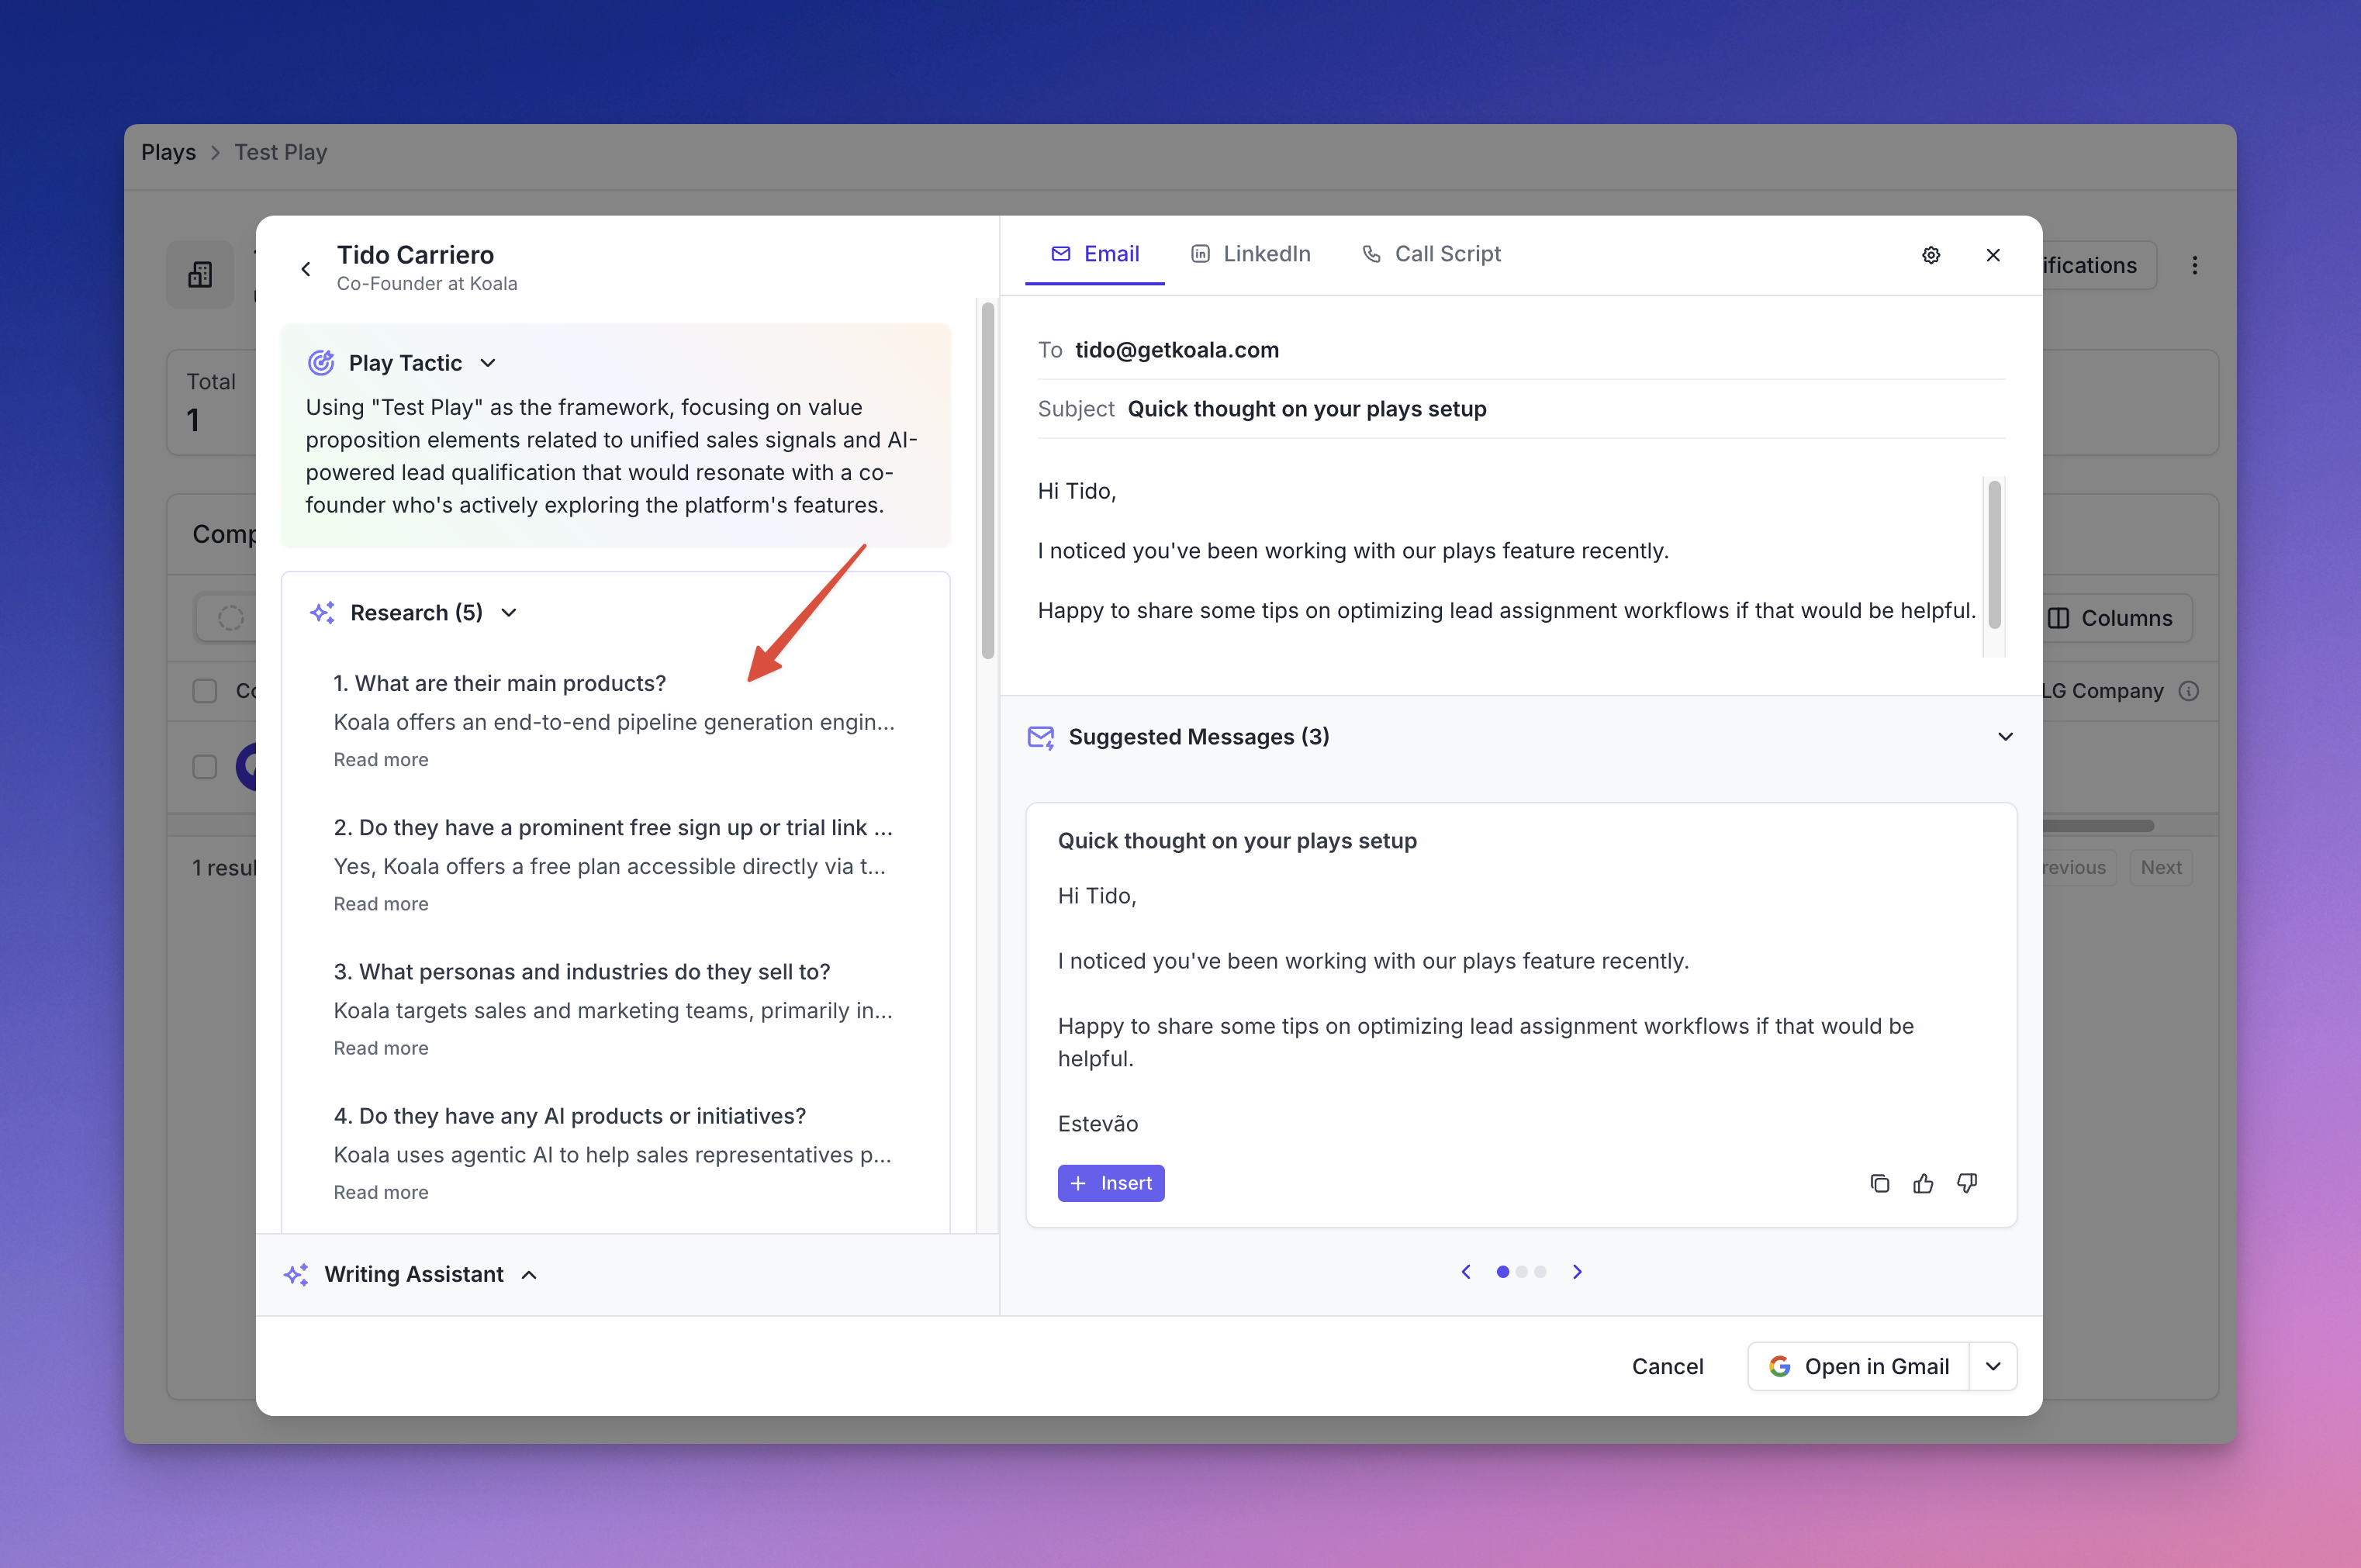 Plays > Test Play
Total
1
Comp
Co
1 resul
ifications
Columns
LG Company
revious
Next
Tido Carriero
Co-Founder at Koala
Play Tactic
Using "Test Play" as the framework, focusing on value
proposition elements related to unified sales signals and AI-
powered lead qualification that would resonate with a co-
founder who's actively exploring the platform's features.
Research (5)
1. What are their main products?
Koala offers an end-to-end pipeline generation engin...
Read more
2. Do they have a prominent free sign up or trial link ...
Yes, Koala offers a free plan accessible directly via t...
Read more
3. What personas and industries do they sell to?
Koala targets sales and marketing teams, primarily in...
Read more
4. Do they have any AI products or initiatives?
Koala uses agentic AI to help sales representatives p...
Read more
Writing Assistant
Email
LinkedIn
Call Script
To tido@getkoala.com
Subject Quick thought on your plays setup
Hi Tido,
I noticed you've been working with our plays feature recently.
Happy to share some tips on optimizing lead assignment workflows if that would be helpful.
Suggested Messages (3)
Quick thought on your plays setup
Hi Tido,
I noticed you've been working with our plays feature recently.
Happy to share some tips on optimizing lead assignment workflows if that would be
helpful.
Estevão
+ Insert
Cancel
Open in Gmail